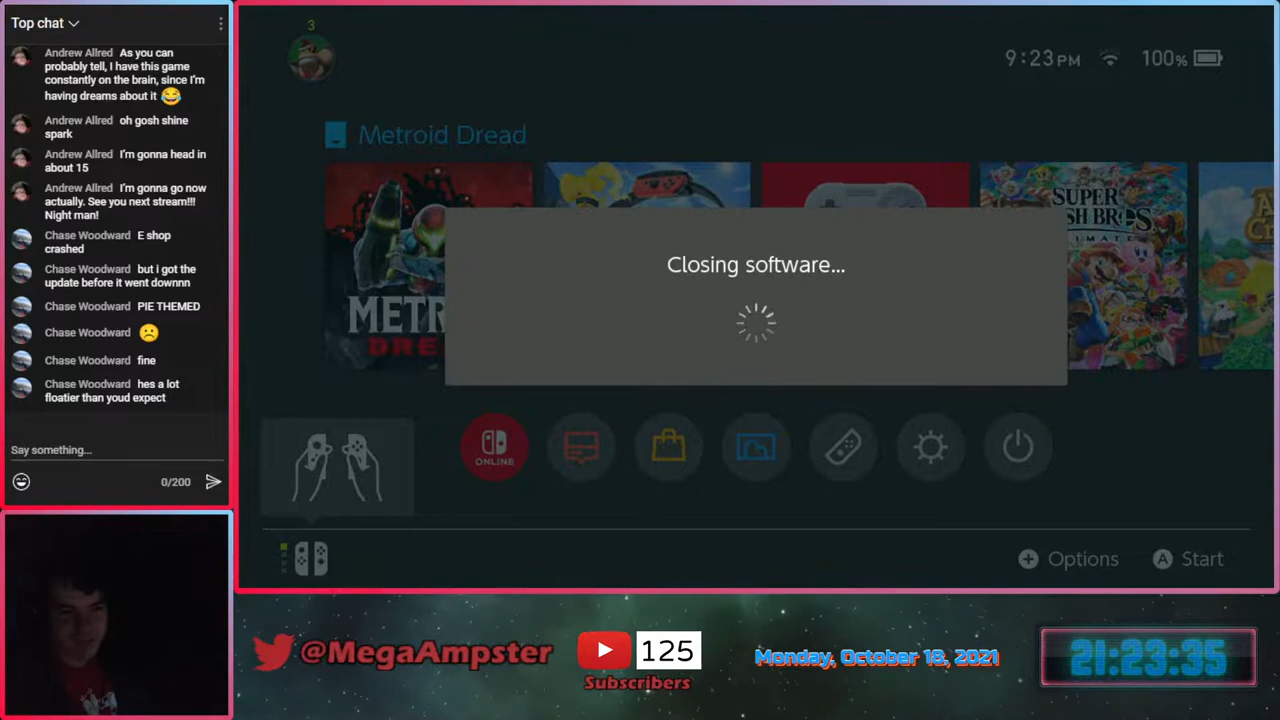 Top chat
Andrew Allred As you can
probably tell, I have this game
constantly on the brain, since I'm
having dreams about it 😂
Andrew Allred oh gosh shine
spark
Andrew Allred I'm gonna head in
about 15
Andrew Allred I'm gonna go now
actually. See you next stream!!!
Night man!
Chase Woodward E shop
crashed
Chase Woodward but i got the
update before it went downnn
Chase Woodward PIE THEMED
Chase Woodward ☹️
Chase Woodward fine
Chase Woodward hes a lot
floatier than youd expect
Say something...
0/200
3
9:23 PM
100%
Metroid Dread
METR
DRE
SUPER
SH BROS.
ULTIMATE
Closing software...
ONLINE
Options
A Start
@MegaAmpster
125
Subscribers
Monday, October 18, 2021
21:23:35